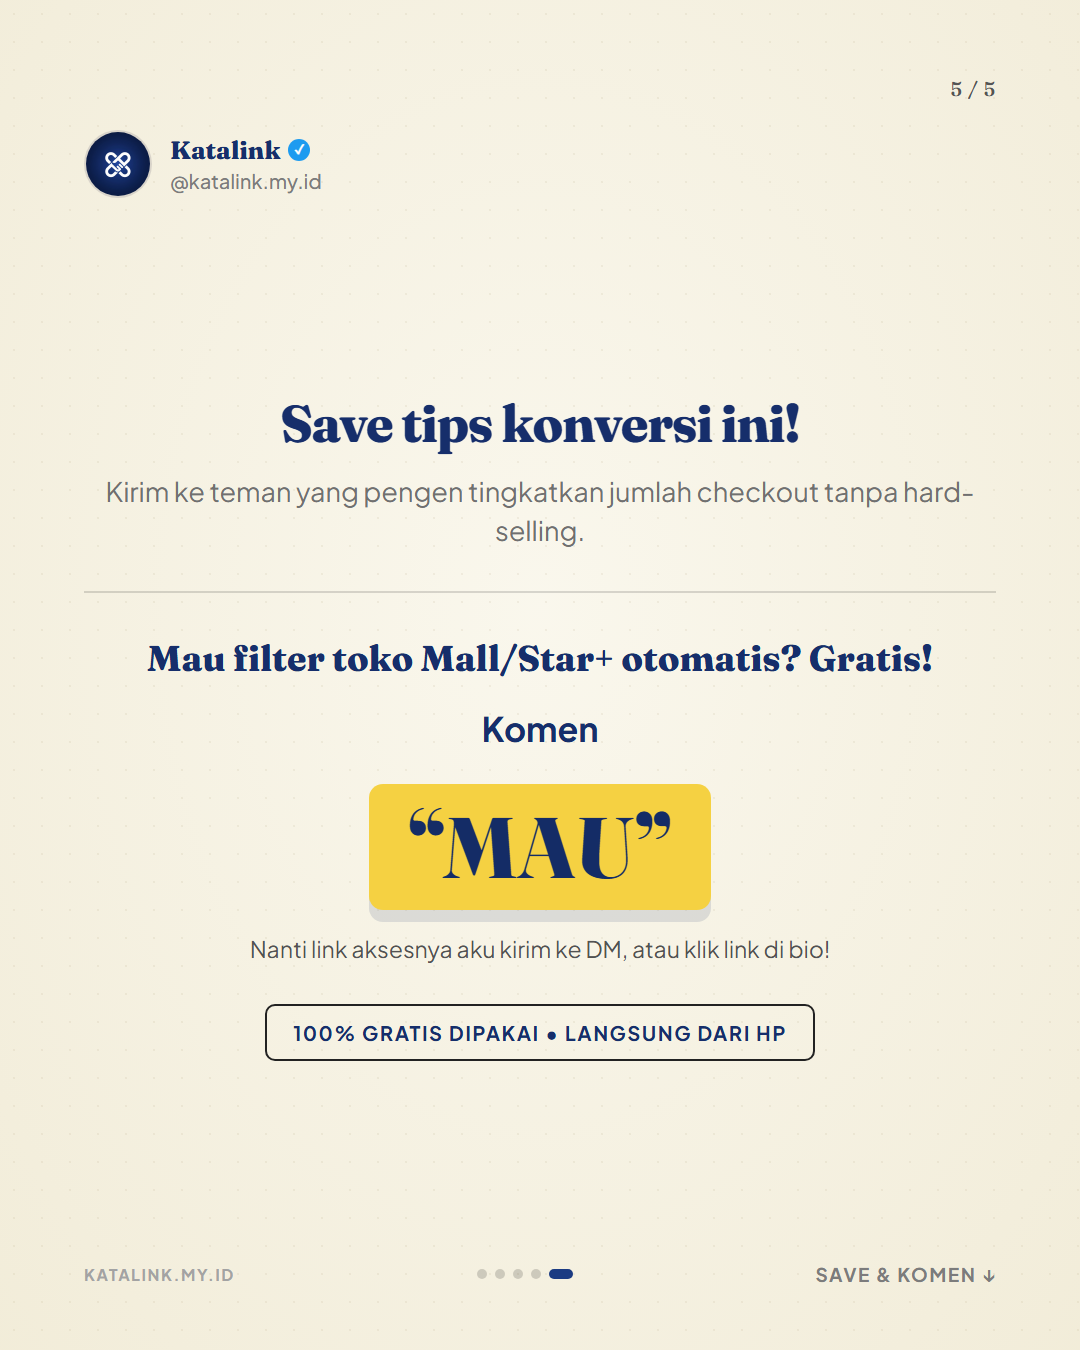 5 / 5
Katalink
@katalink.my.id
Save tips konversi ini!
Kirim ke teman yang pengen tingkatkan jumlah checkout tanpa hard-
selling.
Mau filter toko Mall/Star+ otomatis? Gratis!
Komen
“MAU”
Nanti link aksesnya aku kirim ke DM, atau klik link di bio!
100% GRATIS DIPAKAI • LANGSUNG DARI HP
KATALINK.MY.ID
SAVE & KOMEN ↓